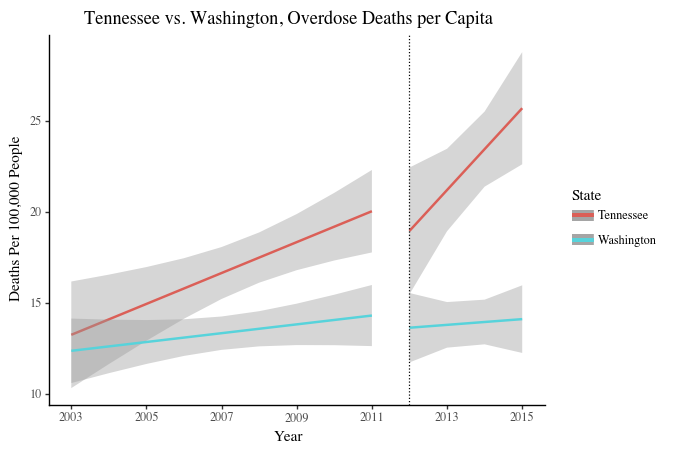 Tennessee vs. Washington, Overdose Deaths per Capita
Deaths Per 100,000 People
25
20
15
10
2003 2005 2007 2009 2011 2013 2015
Year
State
Tennessee
Washington